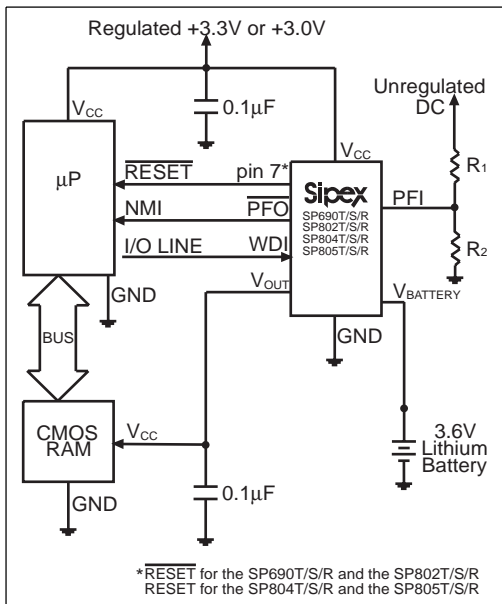 Regulated +3.3V or +3.0V
Unregulated
DC
0.1µF
VCC
VCC
µP
RESET
pin 7*
Sipex
SP690T/S/R
SP802T/S/R
SP804T/S/R
SP805T/S/R
R1
NMI
PFO
PFI
I/O LINE
WDI
R2
VOUT
VBATTERY
GND
GND
BUS
CMOS
RAM
VCC
3.6V
Lithium
Battery
GND
0.1µF
*RESET for the SP690T/S/R and the SP802T/S/R
RESET for the SP804T/S/R and the SP805T/S/R